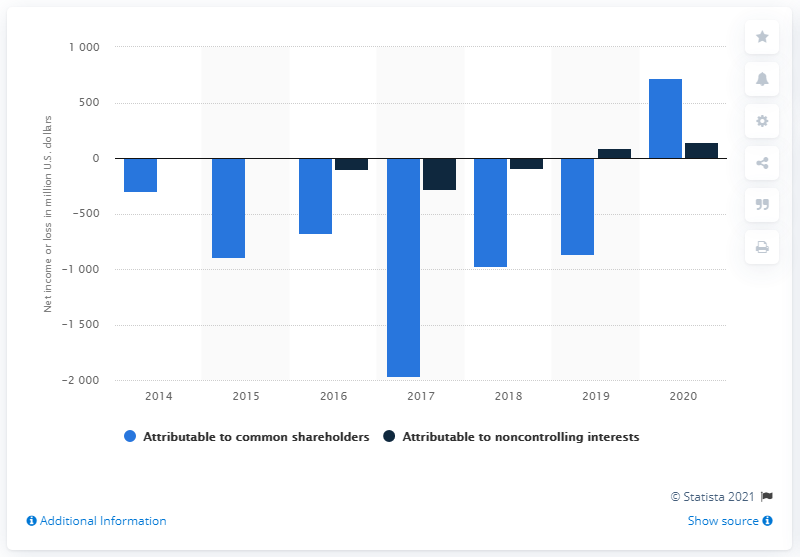 1 000
500
0
−500
−1 000
−1 500
−2 000
Net income or loss in million U.S. dollars
2014 2015 2016 2017 2018 2019 2020
Attributable to common shareholders Attributable to noncontrolling interests
© Statista 2021
Additional Information Show source